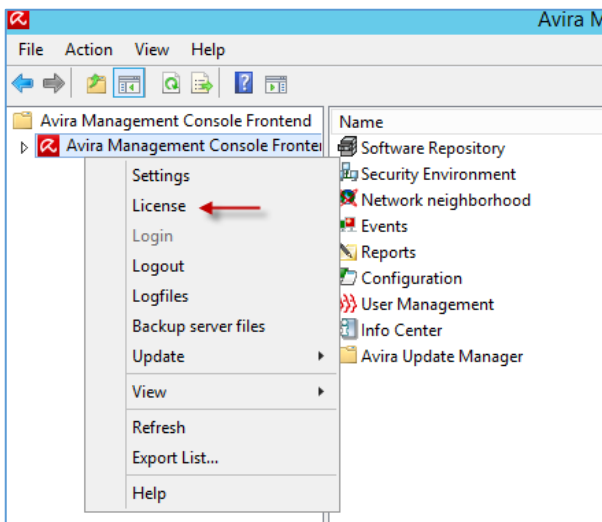 Avira M
File Action View Help
Avira Management Console Frontend
Avira Management Console Fronte
Settings
License
Login
Logout
Logfiles
Backup server files
Update
View
Refresh
Export List...
Help
Name
Software Repository
Security Environment
Network neighborhood
Events
Reports
Configuration
User Management
Info Center
Avira Update Manager